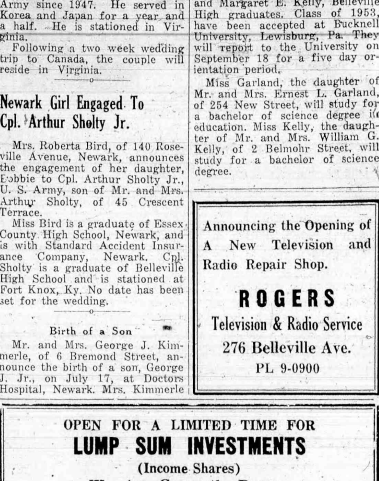 Army since 1947. He served in
Korea and Japan for a year and
a half. He is stationed in Vir-
ginia.
Following a two week wedding
trip to Canada, the couple will
reside in Virginia.
Newark Girl Engaged To
Cpl. Arthur Sholty Jr.
Mrs. Roberta Bird, of 140 Rose-
ville Avenue, Newark, announces
the engagement of her daughter,
Bobbie to Cpl. Arthur Sholty Jr.,
U. S. Army, son of Mr. and Mrs.
Arthur Sholty, of 45 Crescent
Terrace.
Miss Bird is a graduate of Essex
County High School, Newark, and
is with Standard Accident Insur-
ance Company, Newark. Cpl.
Sholty is a graduate of Belleville
High School and is stationed at
Fort Knox, Ky. No date has been
set for the wedding.
Birth of a Son
Mr. and Mrs. George J. Kim-
merle, of 6 Bremond Street, an-
nounce the birth of a son, George
J. Jr., on July 17, at Doctors
Hospital, Newark. Mrs. Kimmerle
and Margaret E. Kelly, Belleville
High graduates. Class of 1953,
have been accepted at Bucknell
University, Lewisburg, Pa. They
will report to the University on
September 18 for a five day or-
ientation period.
Miss Garland, the daughter of
Mr. and Mrs. Ernest L. Garland,
of 254 New Street, will study for
a bachelor of science degree in
education. Miss Kelly, the daugh-
ter of Mr. and Mrs. William G.
Kelly, of 2 Belmohr Street, will
study for a bachelor of science
degree.
Announcing the Opening of
A New Television and
Radio Repair Shop.
ROGERS
Television & Radio Service
276 Belleville Ave.
PL 9-0900
OPEN FOR A LIMITED TIME FOR
LUMP SUM INVESTMENTS
(Income Shares)